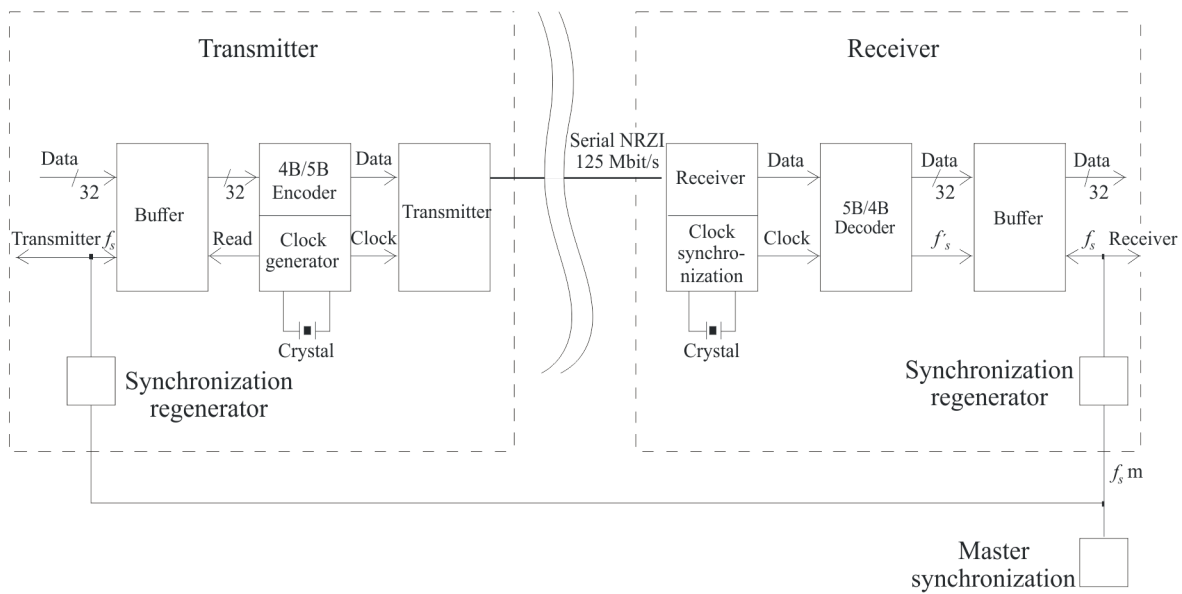 Transmitter
Receiver
Serial NRZI
125 Mbit/s
Data
32
Buffer
32
4B/5B
Encoder
Data
Transmitter
Transmitter fs
Read
Clock
generator
Clock
Crystal
Receiver
Data
5B/4B
Decoder
Data
32
Buffer
Data
32
Clock
synchro-
nization
Clock
f's
fs Receiver
Crystal
Synchronization
regenerator
Synchronization
regenerator
fs m
Master
synchronization